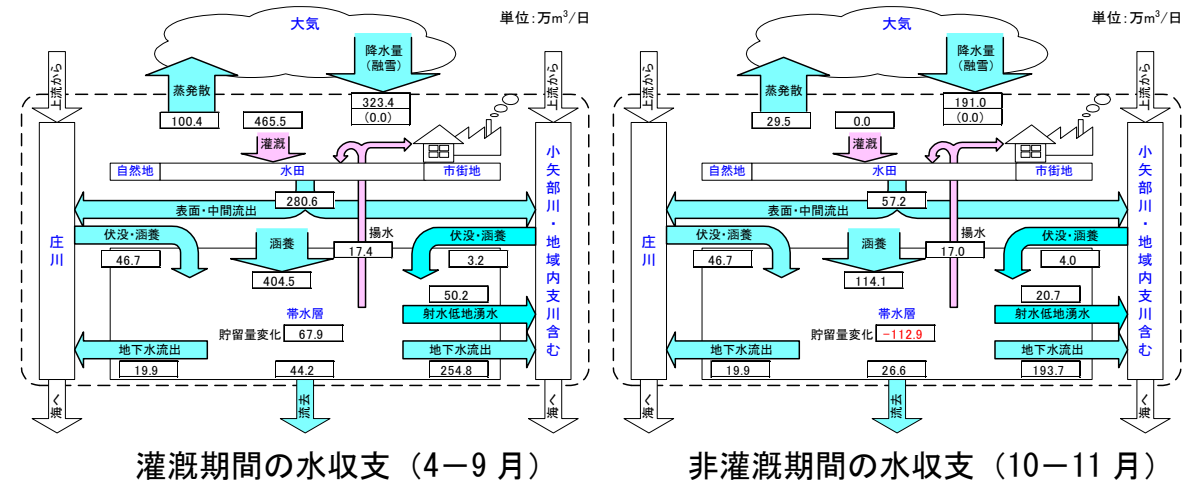 単位:万m³/日
大気
降水量
(融雪)
上流から
蒸発散
上流から
323.4
(0.0)
100.4
465.5
灌漑
自然地
水田
市街地
280.6
表面・中間流出
庄川
小矢部川・地域内支川含む
伏没・涵養
46.7
涵養
404.5
揚水
17.4
伏没・涵養
3.2
50.2
射水低地湧水
帯水層
貯留量変化 67.9
地下水流出
19.9
44.2
地下水流出
254.8
海へ
流去
海へ
灌漑期間の水収支(4-9月)
単位:万m³/日
大気
降水量
(融雪)
上流から
蒸発散
上流から
191.0
(0.0)
29.5
0.0
灌漑
自然地
水田
市街地
57.2
表面・中間流出
庄川
小矢部川・地域内支川含む
伏没・涵養
46.7
涵養
114.1
揚水
17.0
伏没・涵養
4.0
20.7
射水低地湧水
帯水層
貯留量変化 -112.9
地下水流出
19.9
26.6
地下水流出
193.7
海へ
流去
海へ
非灌漑期間の水収支(10-11月)